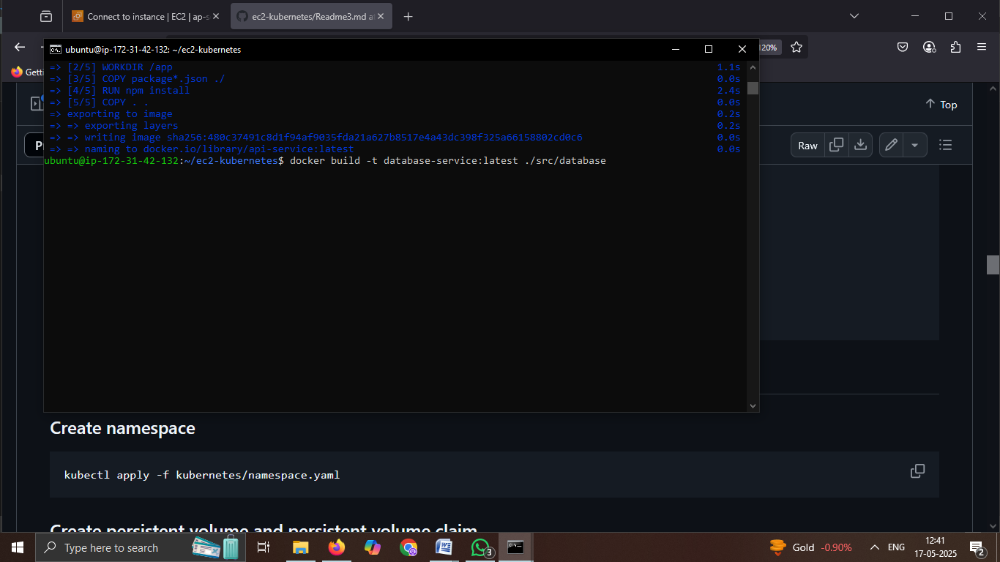 Connect to instance | EC2 | ap-s
ec2-kubernetes/Readme3.md at
120%
Getti
ubuntu@ip-172-31-42-132: ~/ec2-kubernetes
=> [2/5] WORKDIR /app 1.1s
=> [3/5] COPY package*.json ./ 0.0s
=> [4/5] RUN npm install 2.4s
=> [5/5] COPY . . 0.0s
=> exporting to image 0.2s
=> => exporting layers 0.2s
=> => writing image sha256:480c37491c8d1f94af9035fda21a627b8517e4a43dc398f325a66158802cd0c6 0.0s
=> => naming to docker.io/library/api-service:latest 0.0s
ubuntu@ip-172-31-42-132:~/ec2-kubernetes$ docker build -t database-service:latest ./src/database
Top
Raw
Create namespace
kubectl apply -f kubernetes/namespace.yaml
Create persistent volume and persistent volume claim
Type here to search
3
Gold -0.90%
ENG
12:41
17-05-2025
2